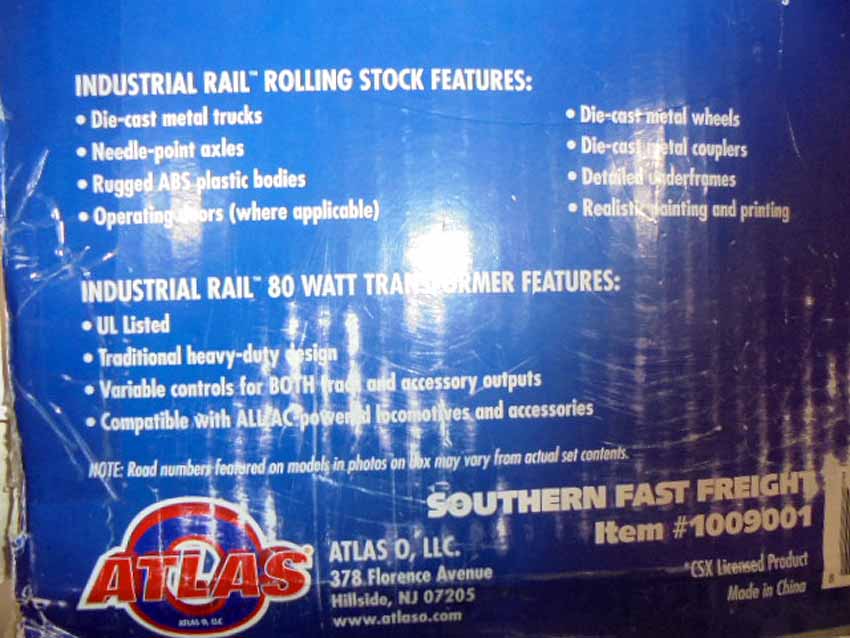 INDUSTRIAL RAIL™ ROLLING STOCK FEATURES:
• Die-cast metal trucks
• Needle-point axles
• Rugged ABS plastic bodies
• Operating doors (where applicable)
• Die-cast metal wheels
• Die-cast metal couplers
• Detailed underframes
• Realistic painting and printing
INDUSTRIAL RAIL™ 80 WATT TRANSFORMER FEATURES:
• UL Listed
• Traditional heavy-duty design
• Variable controls for BOTH track and accessory outputs
• Compatible with ALL AC-powered locomotives and accessories
NOTE: Road numbers featured on models in photos on box may vary from actual set contents.
SOUTHERN FAST FREIGHT
Item #1009001
*CSX Licensed Product
Made in China
ATLAS®
ATLAS O, LLC
ATLAS O, LLC.
378 Florence Avenue
Hillside, NJ 07205
www.atlaso.com
8